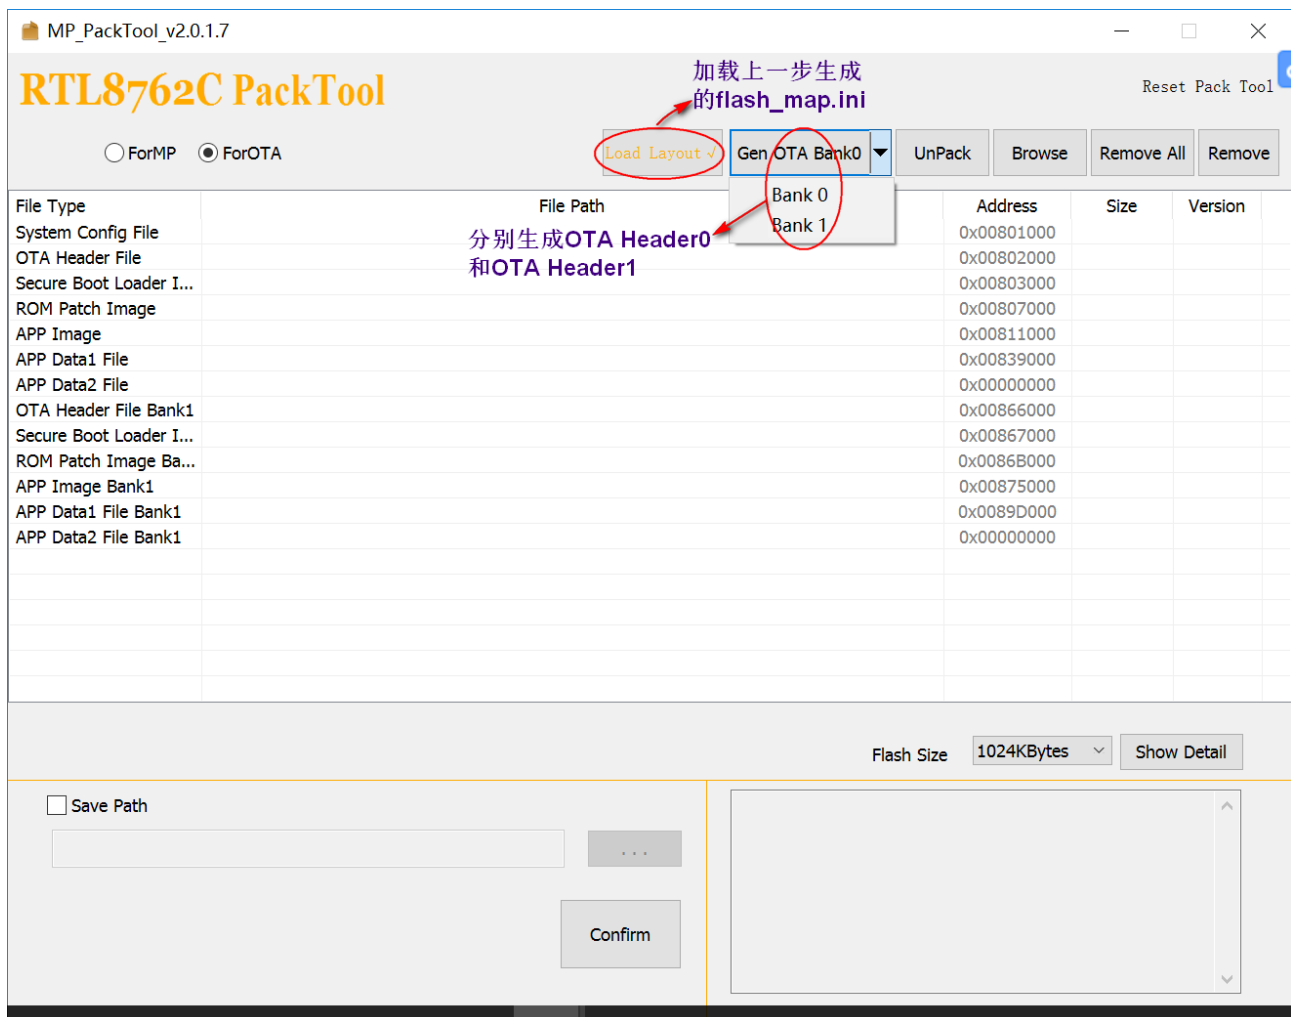 MP_PackTool_v2.0.1.7
RTL8762C PackTool
加载上一步生成
的flash_map.ini
Reset Pack Tool
ForMP
ForOTA
Load Layout √
Gen OTA Bank0
UnPack
Browse
Remove All
Remove
Bank 0
Bank 1
分别生成OTA Header0
和OTA Header1
File Type File Path Address Size Version
System Config File 0x00801000
OTA Header File 0x00802000
Secure Boot Loader I... 0x00803000
ROM Patch Image 0x00807000
APP Image 0x00811000
APP Data1 File 0x00839000
APP Data2 File 0x00000000
OTA Header File Bank1 0x00866000
Secure Boot Loader I... 0x00867000
ROM Patch Image Ba... 0x0086B000
APP Image Bank1 0x00875000
APP Data1 File Bank1 0x0089D000
APP Data2 File Bank1 0x00000000
Flash Size
1024KBytes
Show Detail
Save Path
...
Confirm